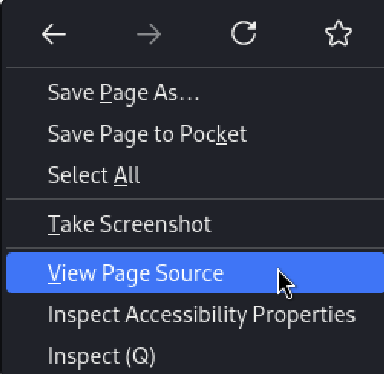 Save Page As...
Save Page to Pocket
Select All
Take Screenshot
View Page Source
Inspect Accessibility Properties
Inspect (Q)